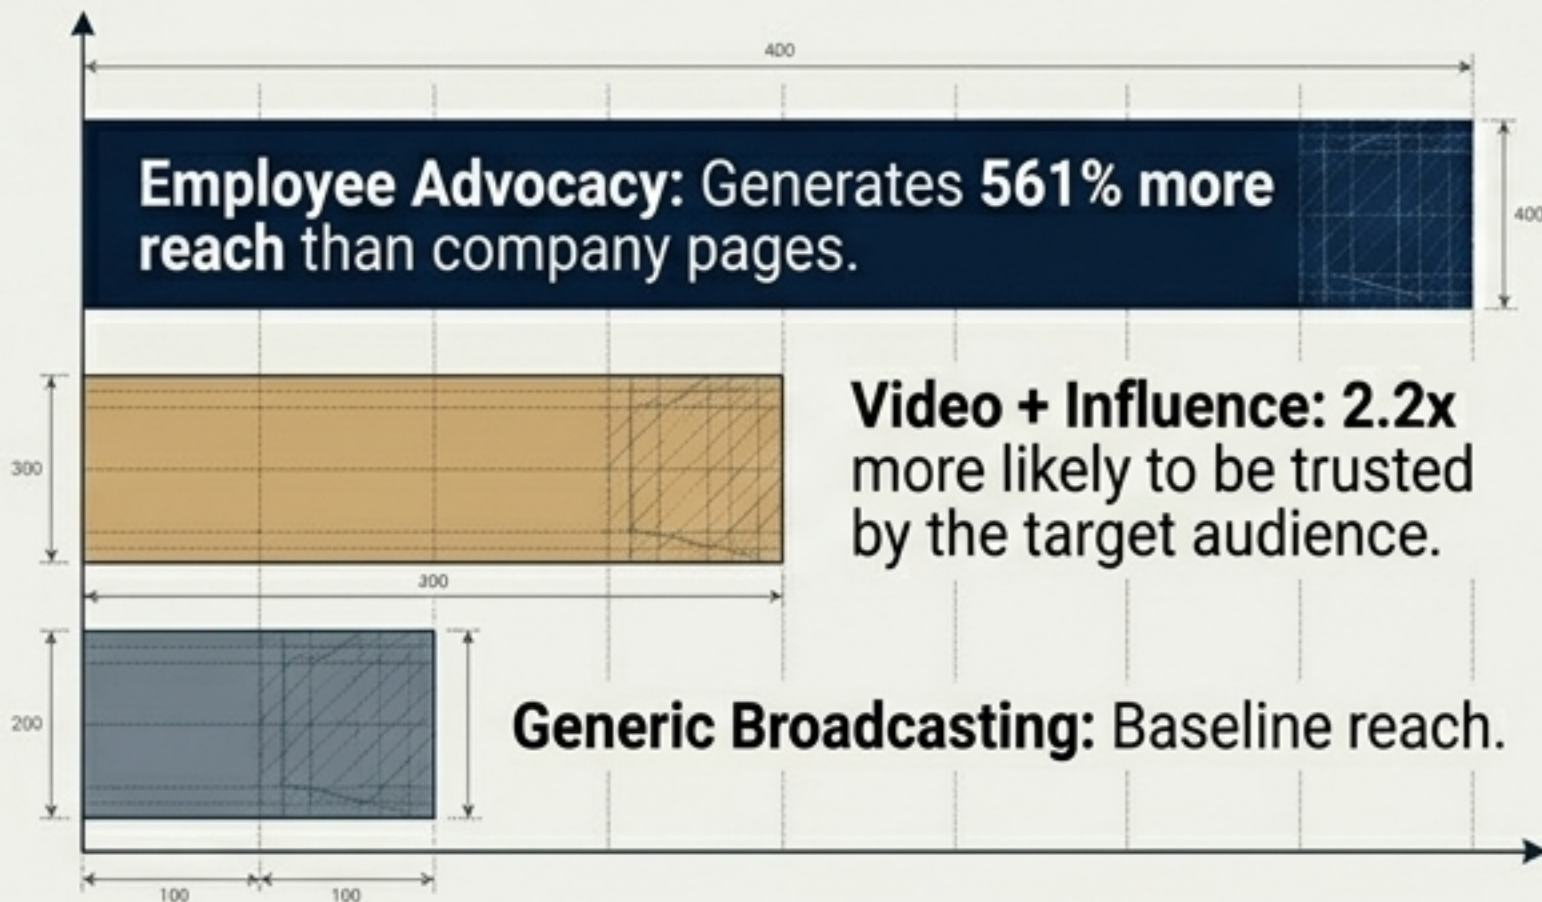 400
Employee Advocacy: Generates 561% more
reach than company pages.
400
Video + Influence: 2.2x
more likely to be trusted
by the target audience.
300
300
200
Generic Broadcasting: Baseline reach.
100
100